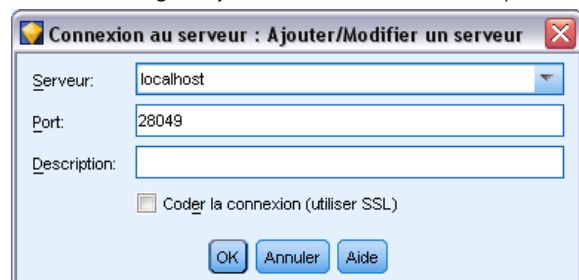 Connexion au serveur : Ajouter/Modifier un serveur
Serveur: localhost
Port: 28049
Description:
Coder la connexion (utiliser SSL)
OK Annuler Aide